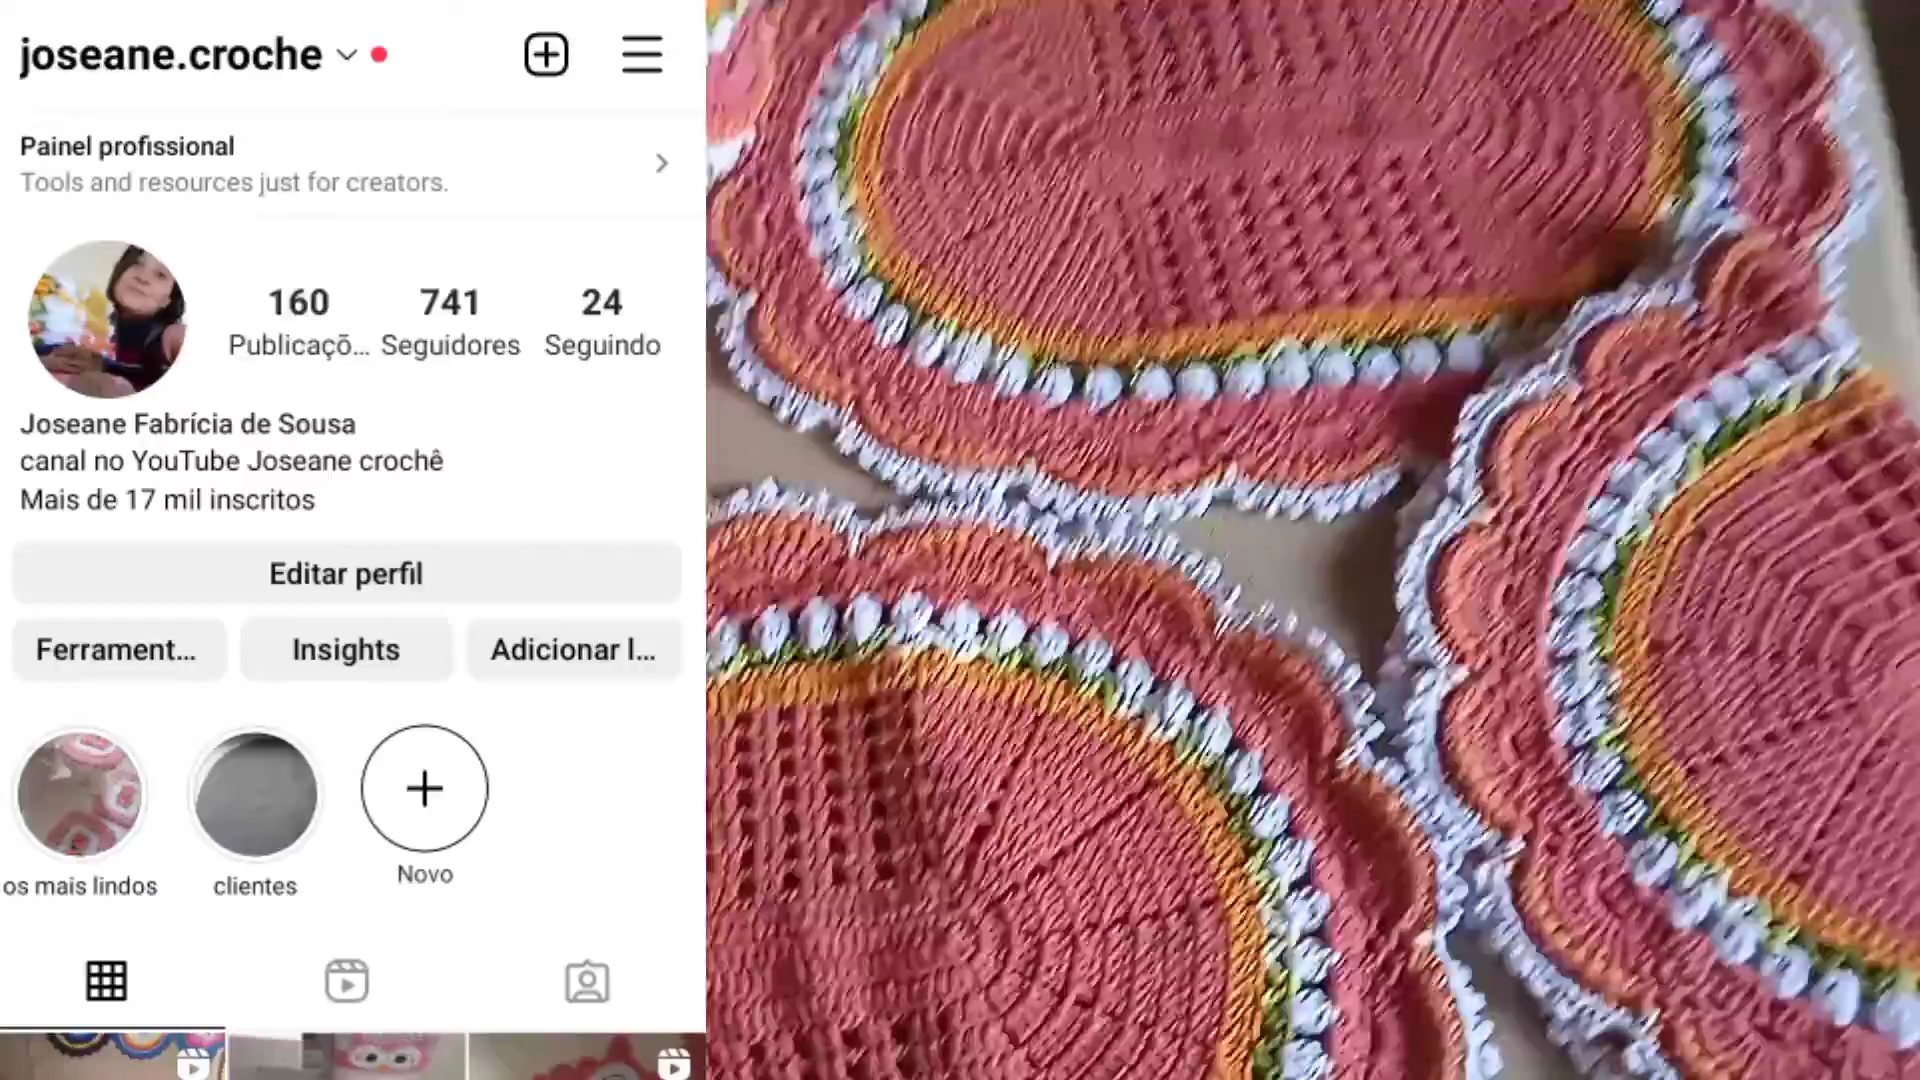 joseane.croche
Painel profissional
Tools and resources just for creators.
160 741 24
Publicaçõ... Seguidores Seguindo
Joseane Fabrícia de Sousa
canal no YouTube Joseane crochê
Mais de 17 mil inscritos
Editar perfil
Ferrament... Insights Adicionar l...
os mais lindos clientes Novo